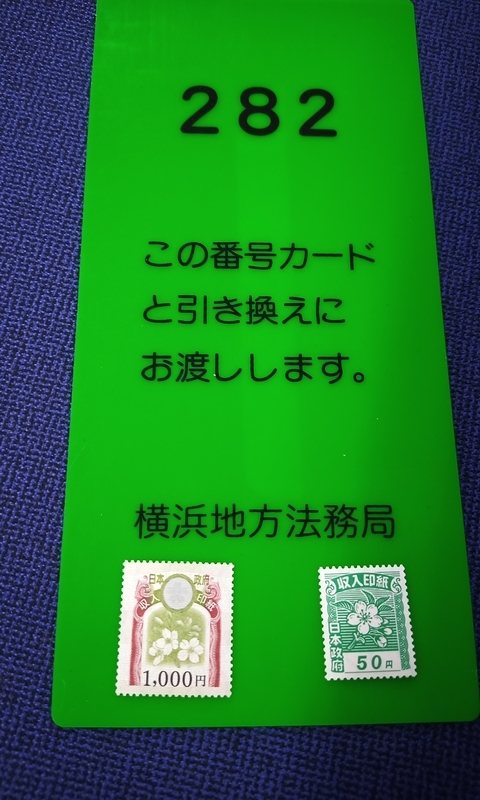 282
この番号カード
と引き換えに
お渡しします。
横浜地方法務局
日本 政府
収入 印紙
1,000円
収入印紙
日本政府
50円